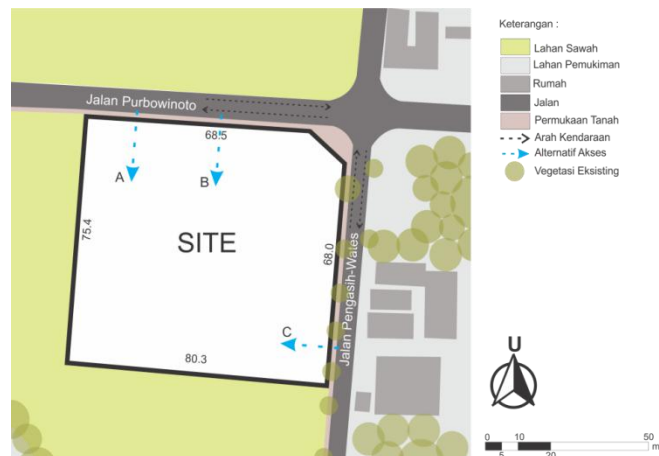 Jalan Purbowinoto
68.5
A
B
75.4
SITE
68.0
Jalan Pengasih-Wates
C
80.3
Keterangan :
Lahan Sawah
Lahan Pemukiman
Rumah
Jalan
Permukaan Tanah
Arah Kendaraan
Alternatif Akses
Vegetasi Eksisting
U
0 10 50
5 20 m